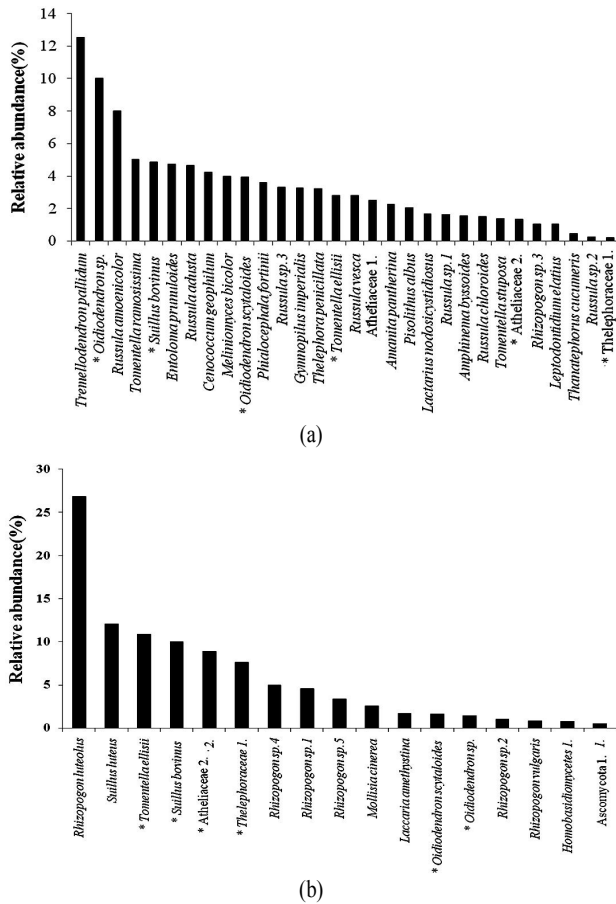 Relative abundance(%)
14
12
10
8
6
4
2
0
Tremellodendron pallidum
* Oidiodendron sp.
Russula amoenicolor
Tomentella ramosissima
* Suillus bovinus
Entoloma prunuloides
Russula adusta
Cenococcum geophilum
Meliniomyces bicolor
* Oidiodendron scytaloides
Phialocephala fortinii
Russula sp.3
Gymnopilus imperialis
Thelephora penicillata
* Tomentella ellisii
Russula vesca
Atheliaceae 1.
Amanita pantherina
Pisolithus albus
Lactarius nodosicystidiosus
Russula sp.1
Amphinema byssoides
Russula chloroides
Tomentella stuposa
* Atheliaceae 2.
Rhizopogon sp.3
Leptodontidium elatius
Thanatephorus cucumeris
Russula sp.2
* Thelephoraceae 1.
(a)
Relative abundance(%)
30
25
20
15
10
5
0
Rhizopogon luteolus
Suillus luteus
* Tomentella ellisii
* Suillus bovinus
* Atheliaceae 2. 2.
* Thelephoraceae 1.
Rhizopogon sp.4
Rhizopogon sp.1
Rhizopogon sp.5
Mollisia cinerea
Laccaria amethystina
* Oidiodendron scytaloides
* Oidiodendron sp.
Rhizopogon sp.2
Rhizopogon vulgaris
Homobasidiomycetes 1.
Ascomycota 1. 1.
(b)